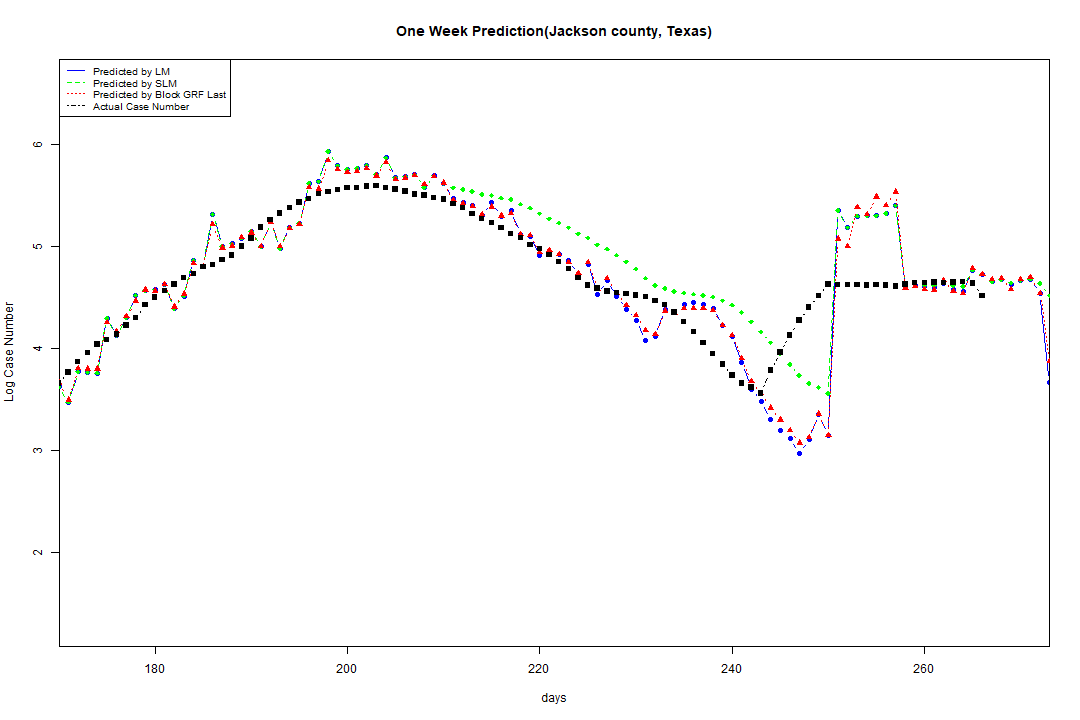 One Week Prediction(Jackson county, Texas)
Predicted by LM
Predicted by SLM
Predicted by Block GRF Last
Actual Case Number
Log Case Number
6
5
4
3
2
180 200 220 240 260
days